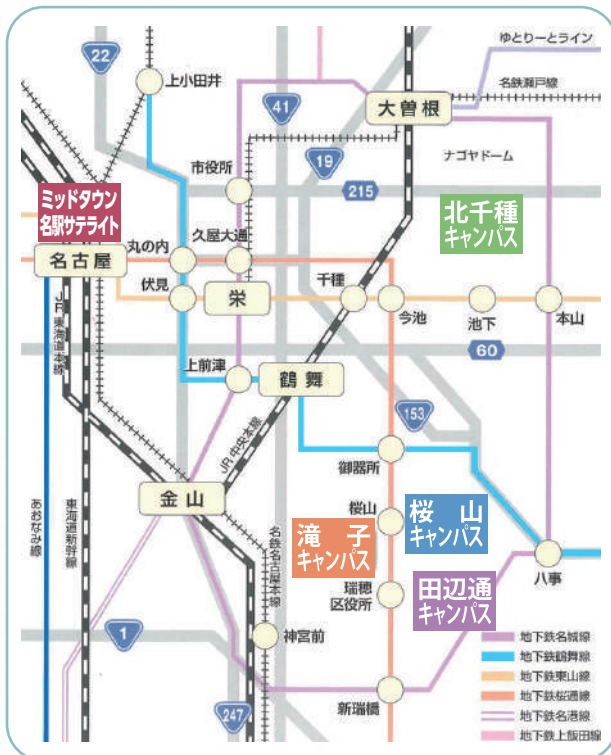 ゆとりーとライン
22
上小田井
名鉄瀬戸線
41
大曽根
19
ナゴヤドーム
市役所
215
ミッドタウン
名駅サテライト
北千種
キャンパス
丸の内
久屋大通
名古屋
伏見
栄
千種
今池
池下
本山
JR 東海道本線
60
上前津
鶴舞
153
JR中央本線
御器所
金山
桜山
滝子
キャンパス
桜山
キャンパス
あおなみ線
東海道新幹線
名鉄名古屋本線
八事
瑞穂
区役所
田辺通
キャンパス
1
神宮前
247
新瑞橋
地下鉄名城線
地下鉄鶴舞線
地下鉄東山線
地下鉄桜通線
地下鉄名港線
地下鉄上飯田線